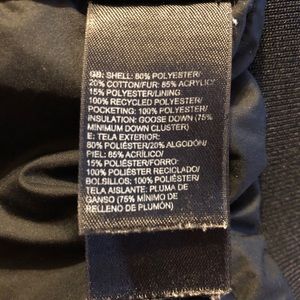 GB: SHELL: 80% POLYESTER/
20% COTTON/FUR: 85% ACRYLIC/
15% POLYESTER/LINING:
100% RECYCLED POLYESTER/
POCKETING: 100% POLYESTER/
INSULATION: GOOSE DOWN (75%
MINIMUM DOWN CLUSTER)
E: TELA EXTERIOR:
80% POLIÉSTER/20% ALGODÓN/
PIEL: 85% ACRÍLICO/
15% POLIÉSTER/FORRO:
100% POLIÉSTER RECICLADO/
BOLSILLOS: 100% POLIÉSTER/
TELA AISLANTE: PLUMA DE
GANSO (75% MÍNIMO DE
RELLENO DE PLUMÓN)